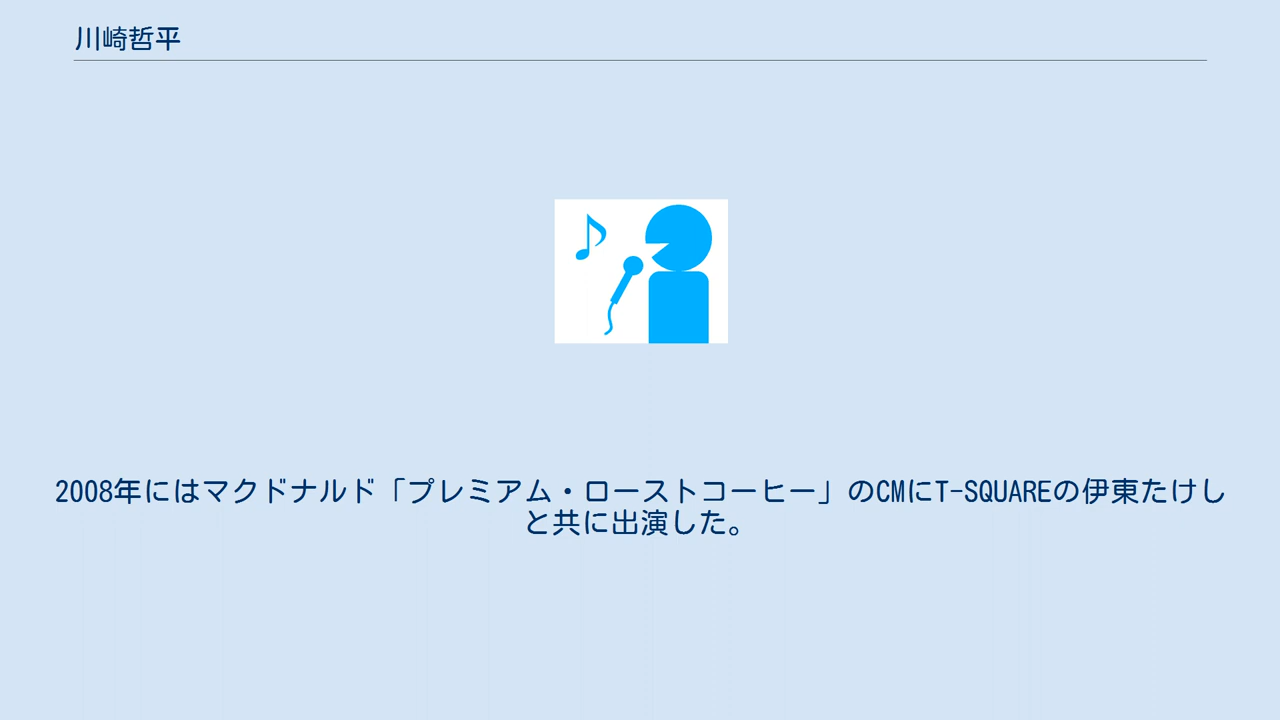 川崎哲平
2008年にはマクドナルド「プレミアム・ローストコーヒー」のCMにT-SQUAREの伊東たけし
と共に出演した。